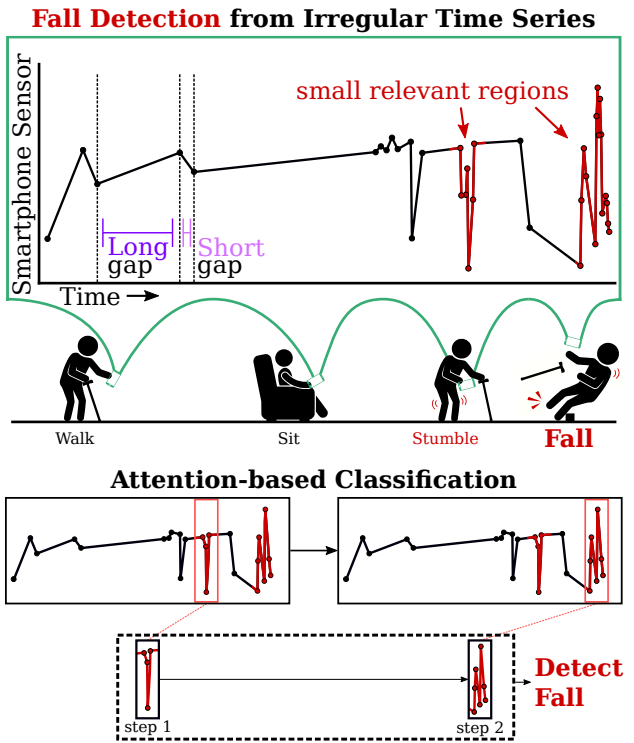 Fall Detection from Irregular Time Series
Smartphone Sensor
small relevant regions
Long gap
Short gap
Time
Walk
Sit
Stumble
Fall
Attention-based Classification
step 1
step 2
Detect
Fall